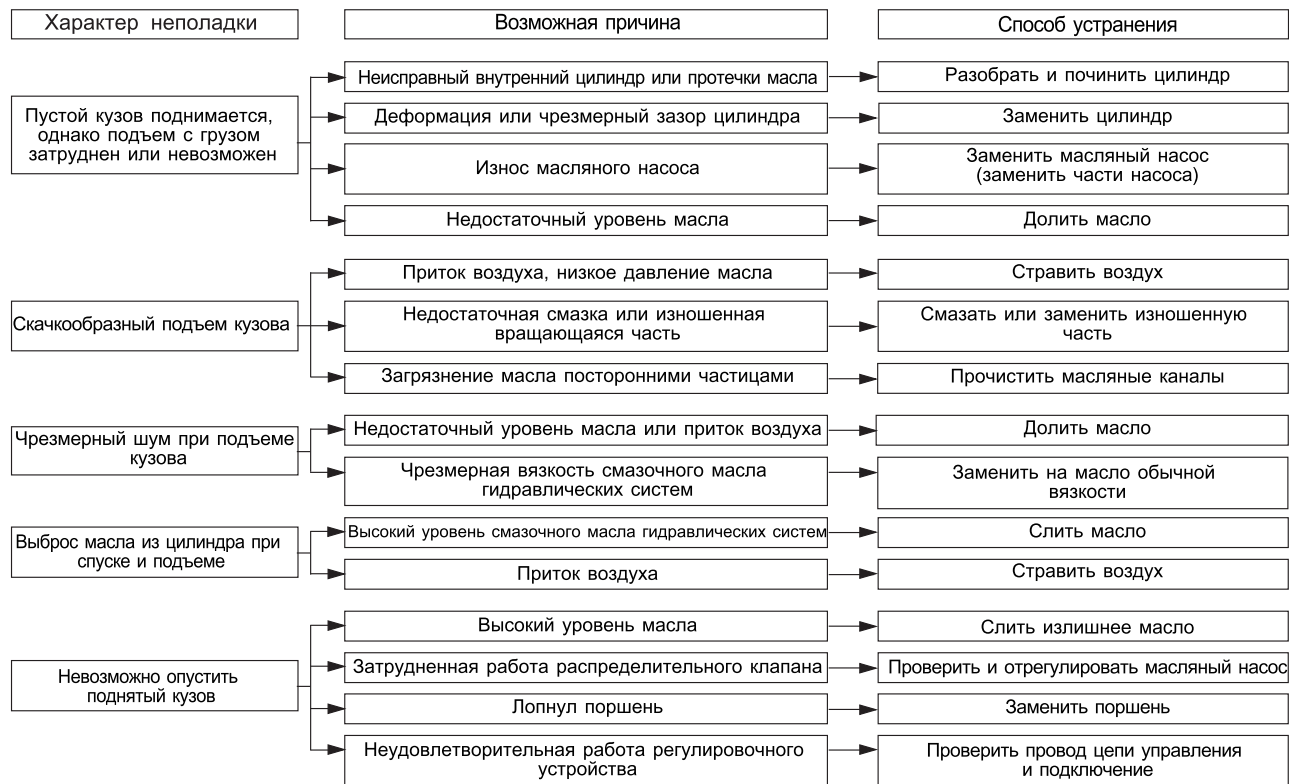 Характер неполадки
Возможная причина
Способ устранения
Пустой кузов поднимается,
однако подъем с грузом
затруднен или невозможен
Неисправный внутренний цилиндр или протечки масла
Разобрать и починить цилиндр
Деформация или чрезмерный зазор цилиндра
Заменить цилиндр
Износ масляного насоса
Заменить масляный насос
(заменить части насоса)
Недостаточный уровень масла
Долить масло
Скачкообразный подъем кузова
Приток воздуха, низкое давление масла
Стравить воздух
Недостаточная смазка или изношенная
вращающаяся часть
Смазать или заменить изношенную
часть
Загрязнение масла посторонними частицами
Прочистить масляные каналы
Чрезмерный шум при подъеме
кузова
Недостаточный уровень масла или приток воздуха
Долить масло
Чрезмерная вязкость смазочного масла
гидравлических систем
Заменить на масло обычной
вязкости
Выброс масла из цилиндра при
спуске и подъеме
Высокий уровень смазочного масла гидравлических систем
Слить масло
Приток воздуха
Стравить воздух
Невозможно опустить
поднятый кузов
Высокий уровень масла
Слить излишнее масло
Затрудненная работа распределительного клапана
Проверить и отрегулировать масляный насос
Лопнул поршень
Заменить поршень
Неудовлетворительная работа регулировочного
устройства
Проверить провод цепи управления
и подключение